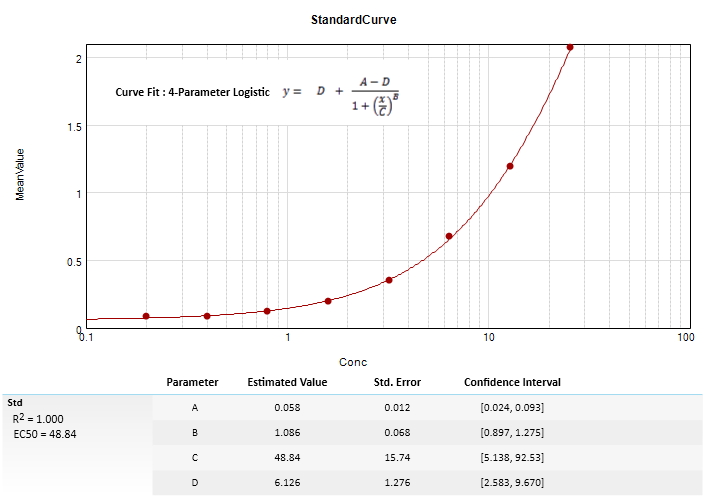 StandardCurve
2
Curve Fit : 4-Parameter Logistic y = D + A – D
1 + (x/C)^B
1.5
MeanValue
1
0.5
0
0.1 1 10 100
Conc
Parameter Estimated Value Std. Error Confidence Interval
Std
R2 = 1.000
EC50 = 48.84
A 0.058 0.012 [0.024, 0.093]
B 1.086 0.068 [0.897, 1.275]
C 48.84 15.74 [5.138, 92.53]
D 6.126 1.276 [2.583, 9.670]